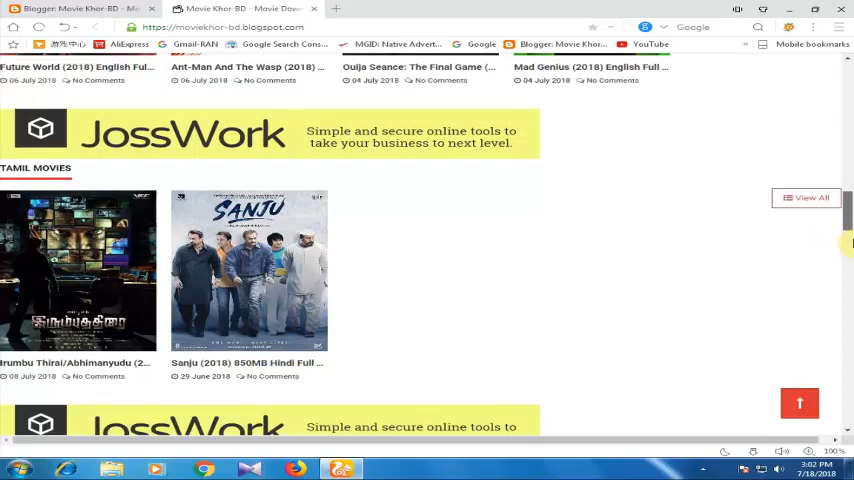 Blogger: Movie Khor-BD - M...
Movie Khor-BD - Movie Down...
https://moviekhor-bd.blogspot.com
Google
游戏中心
AliExpress
Gmail-RAN
Google Search Cons...
MGID: Native Advert...
Google
Blogger: Movie Khor...
YouTube
»
Mobile bookmarks
Future World (2018) English Ful...
Ant-Man And The Wasp (2018) ...
Ouija Seance: The Final Game (...
Mad Genius (2018) English Full ...
06 July 2018 No Comments
06 July 2018 No Comments
04 July 2018 No Comments
04 July 2018 No Comments
JossWork
Simple and secure online tools to
take your business to next level.
TAMIL MOVIES
View All
SANJU
இரும்புத்திரை
Irumbu Thirai/Abhimanyudu (2...
Sanju (2018) 850MB Hindi Full ...
08 July 2018 No Comments
29 June 2018 No Comments
JossWork
Simple and secure online tools to
100%
3:02 PM
7/18/2018